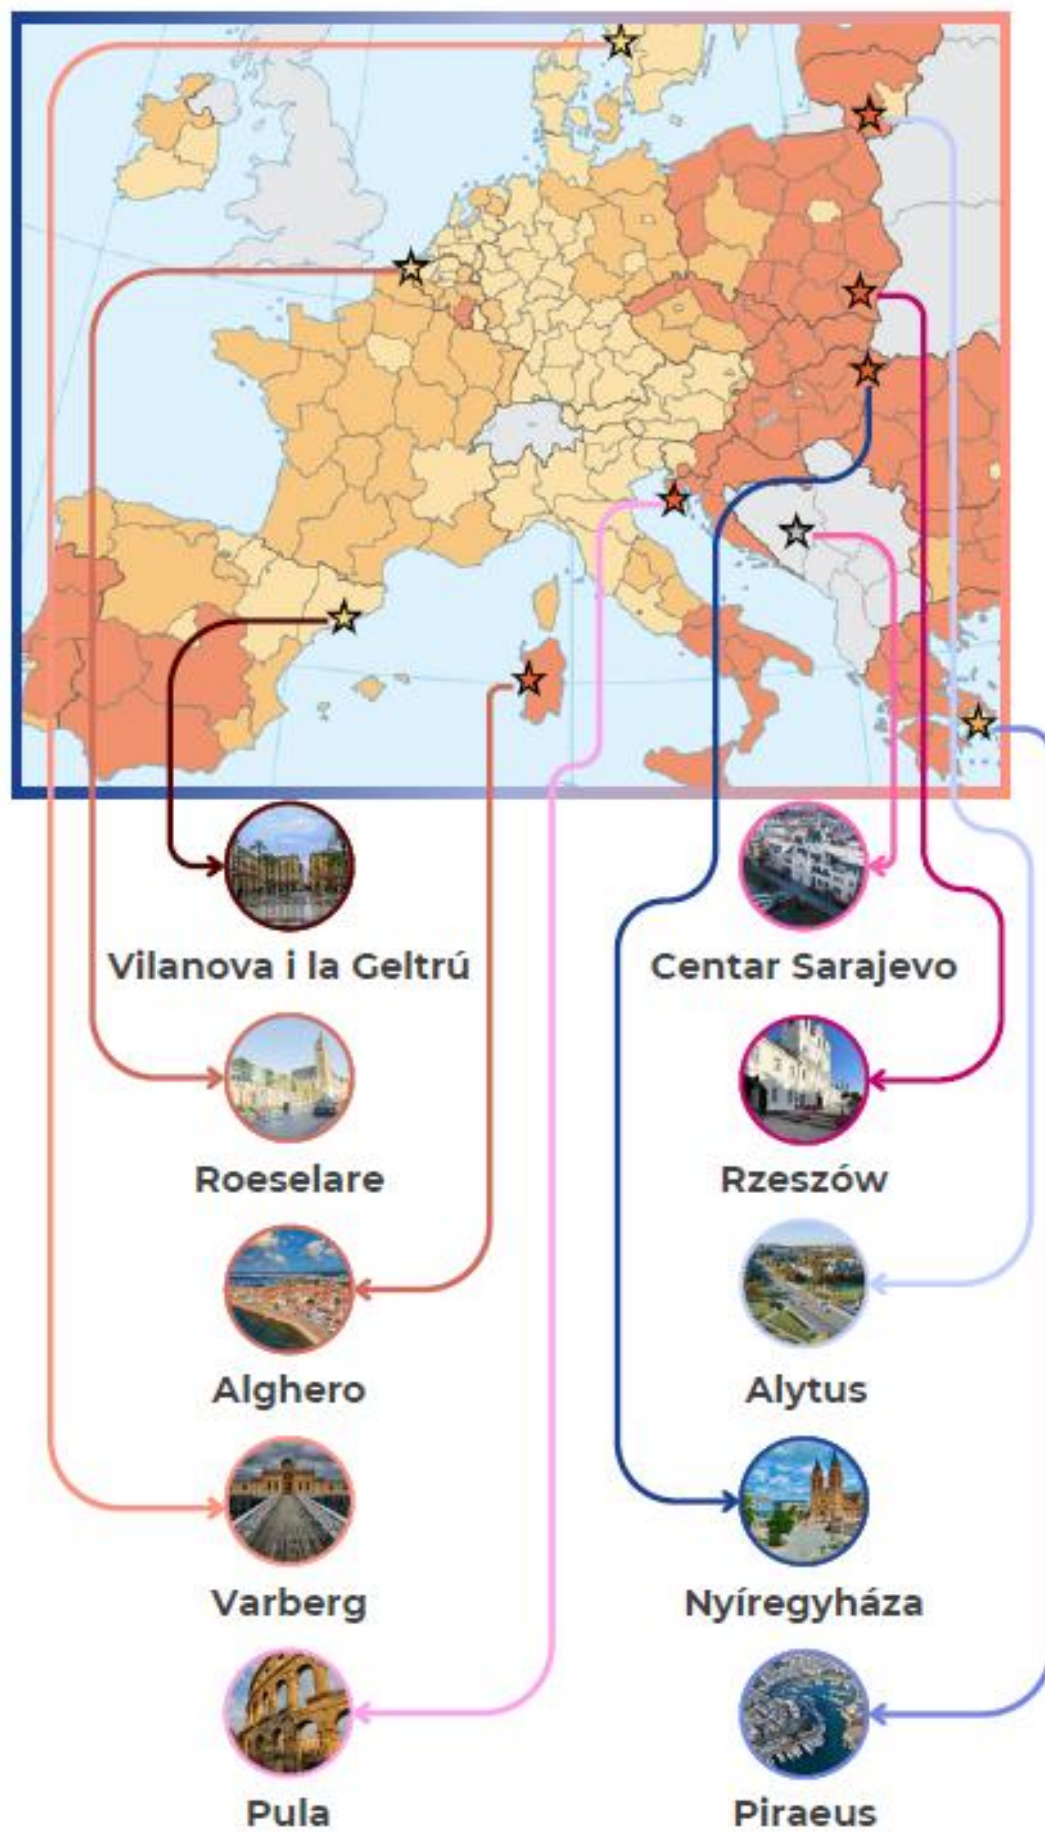 Vilanova i la Geltrú
Centar Sarajevo
Roeselare
Rzeszów
Alghero
Alytus
Varberg
Nyíregyháza
Pula
Piraeus